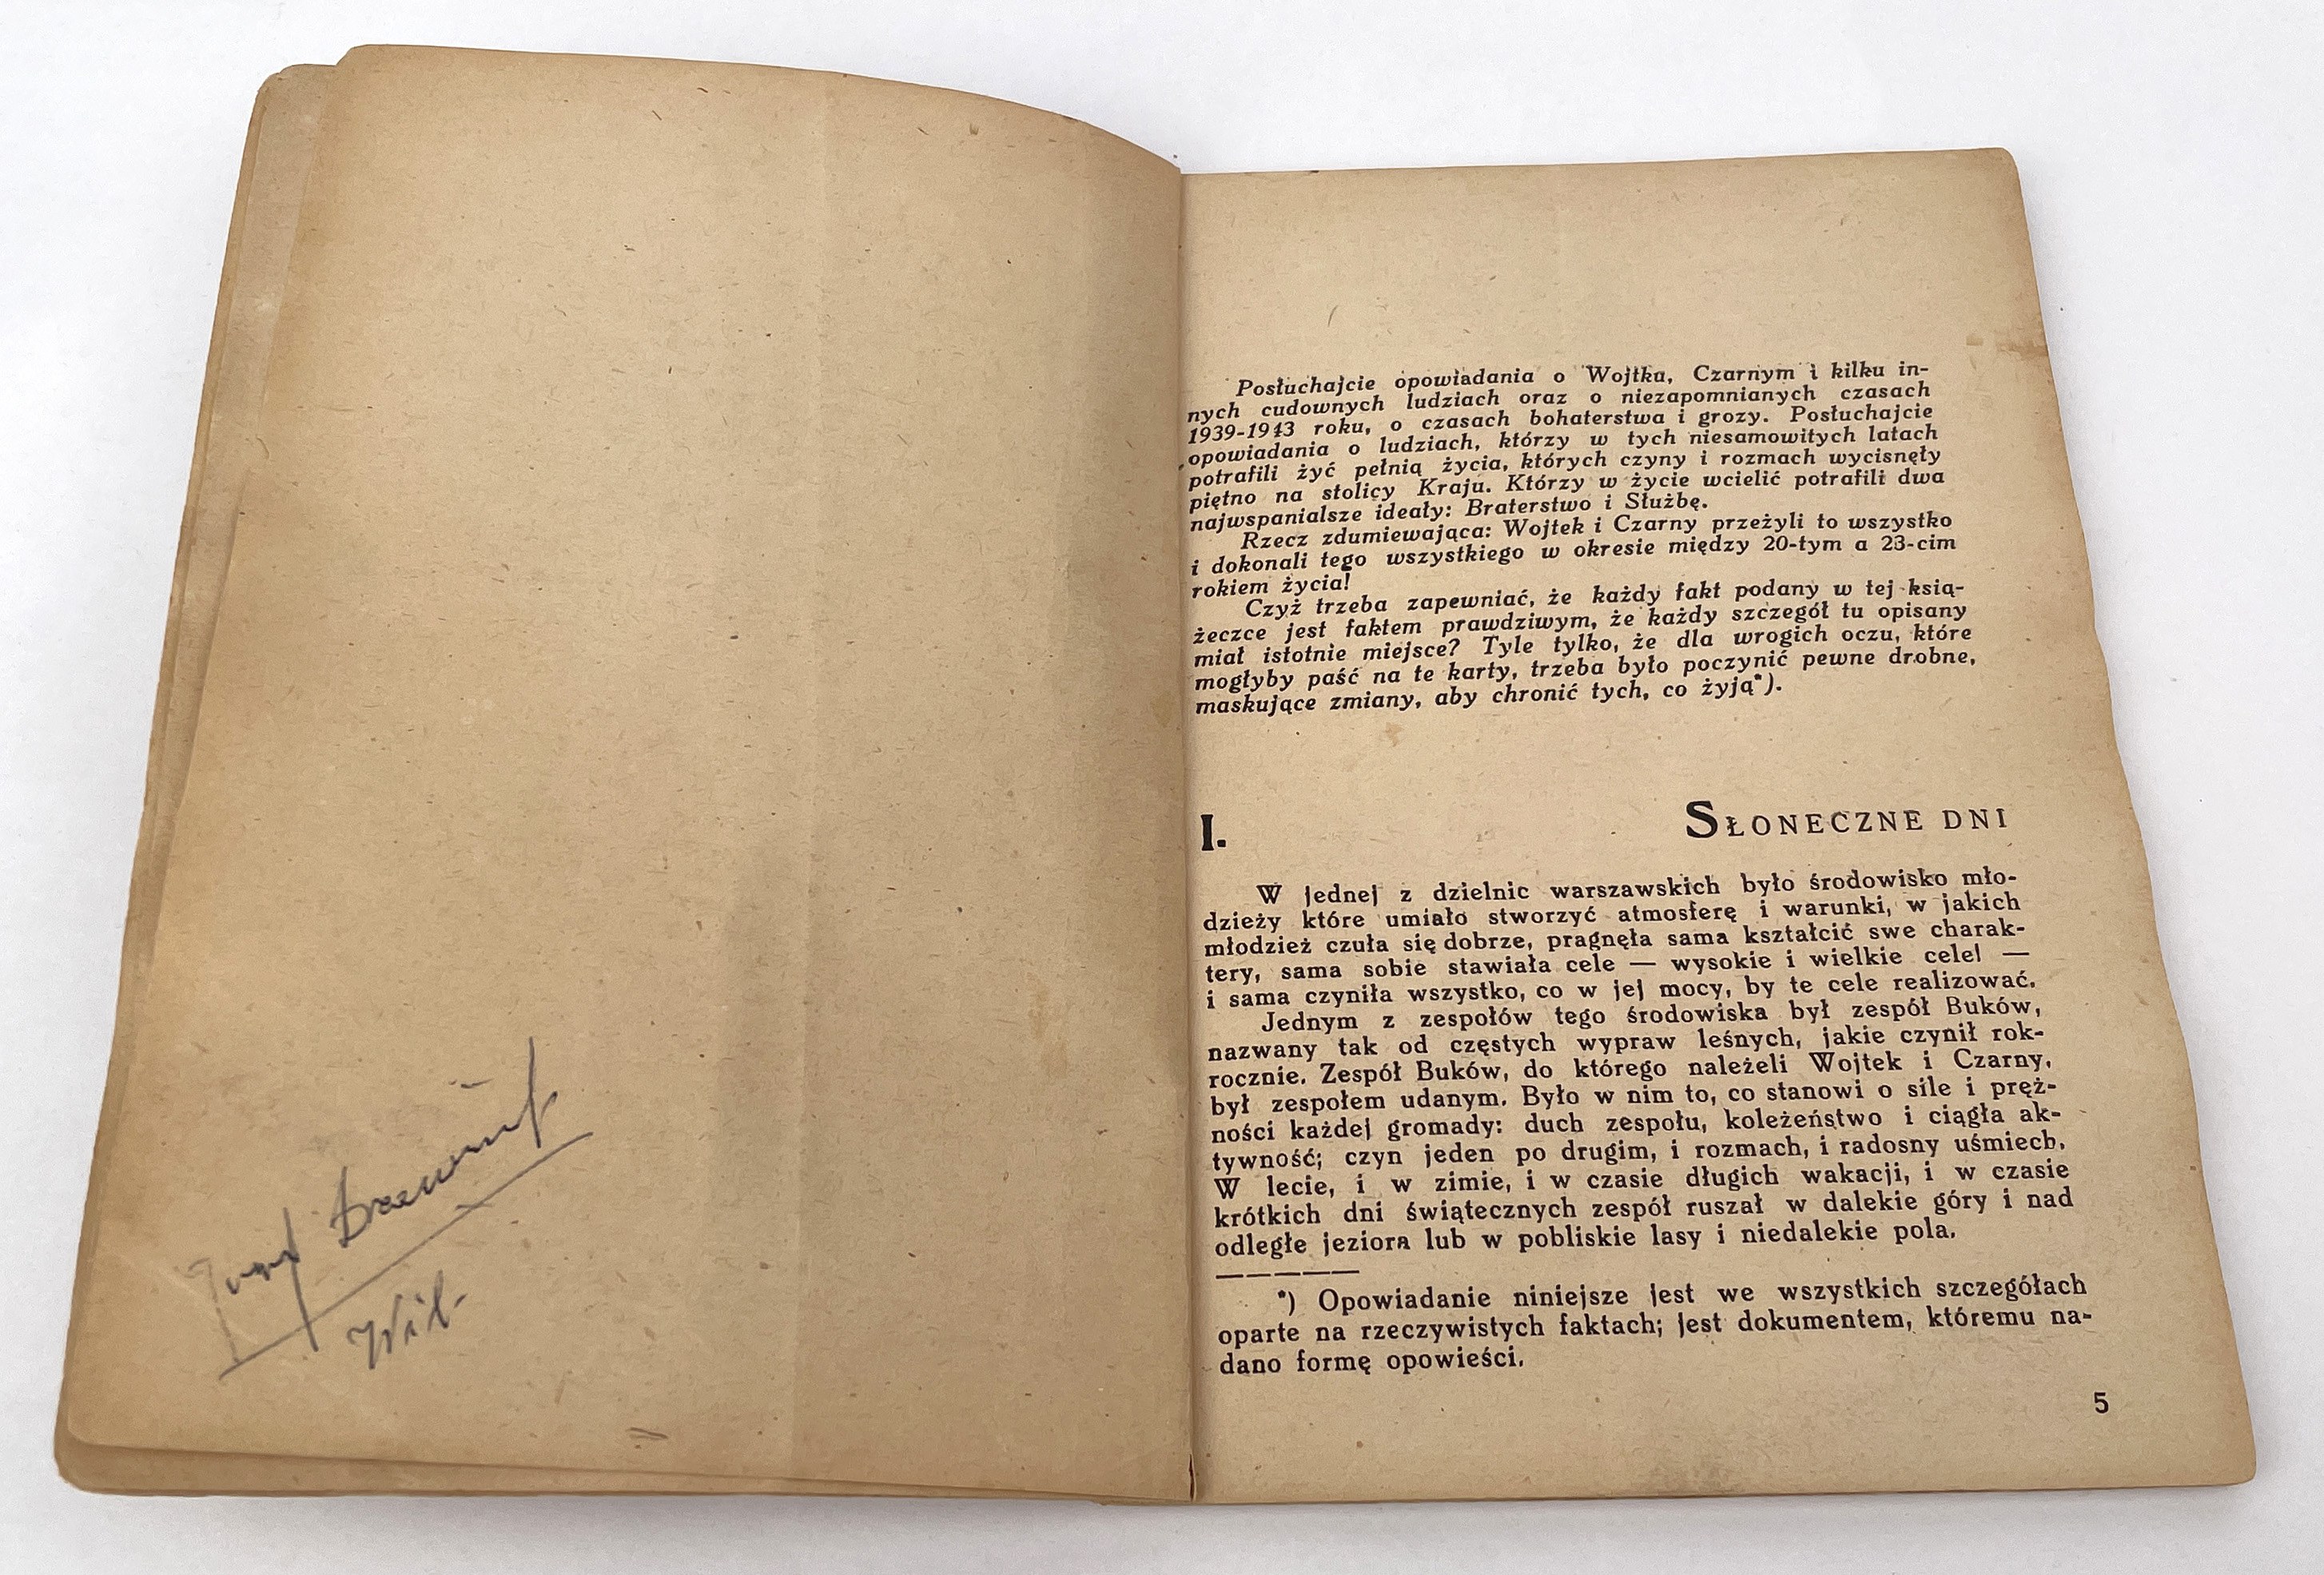 Wil-
Posłuchajcie opowiadania o Wojtku, Czarnym i kilku in-
nych cudownych ludziach oraz o niezapomnianych czasach
1939-1943 roku, o czasach bohaterstwa i grozy. Posłuchajcie
opowiadania o ludziach, którzy w tych niesamowitych latach
potrafili żyć pełnią życia, których czyny i rozmach wycisnęły
piętno na stolicy Kraju. Którzy w życie wcielić potrafili dwa
najwspanialsze ideały: Braterstwo i Służbę.
Rzecz zdumiewająca: Wojtek i Czarny przeżyli to wszystko
i dokonali tego wszystkiego w okresie między 20-tym a 23-cim
rokiem życia!
Czyż trzeba zapewniać, że każdy fakt podany w tej ksią-
żeczce jest faktem prawdziwym, że każdy szczegół tu opisany
miał istotnie miejsce? Tyle tylko, że dla wrogich oczu, które
mogłyby paść na te karty, trzeba było poczynić pewne drobne,
maskujące zmiany, aby chronić tych, co żyją*).
I. SŁONECZNE DNI
W jednej z dzielnic warszawskich było środowisko mło-
dzieży które umiało stworzyć atmosferę i warunki, w jakich
młodzież czuła się dobrze, pragnęła sama kształcić swe charak-
tery, sama sobie stawiała cele — wysokie i wielkie cele! —
i sama czyniła wszystko, co w jej mocy, by te cele realizować.
Jednym z zespołów tego środowiska był zespół Buków,
nazwany tak od częstych wypraw leśnych, jakie czynił rok-
rocznie. Zespół Buków, do którego należeli Wojtek i Czarny,
był zespołem udanym. Było w nim to, co stanowi o sile i pręż-
ności każdej gromady: duch zespołu, koleżeństwo i ciągła ak-
tywność; czyn jeden po drugim, i rozmach, i radosny uśmiech.
W lecie, i w zimie, i w czasie długich wakacji, i w czasie
krótkich dni świątecznych zespół ruszał w dalekie góry i nad
odległe jeziora lub w pobliskie lasy i niedalekie pola.
*) Opowiadanie niniejsze jest we wszystkich szczegółach
oparte na rzeczywistych faktach; jest dokumentem, któremu na-
dano formę opowieści.
5